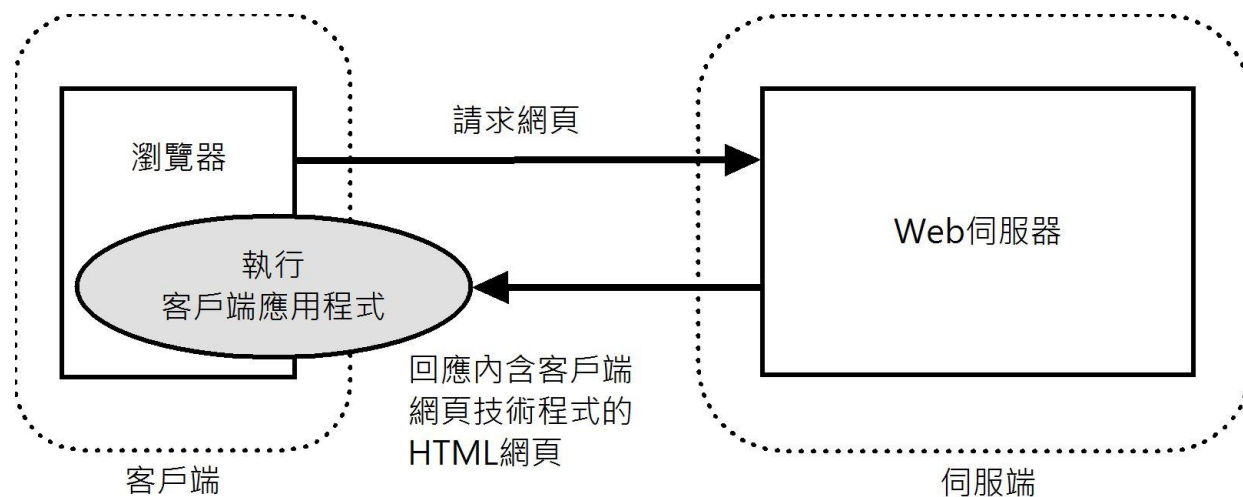 請求網頁
瀏覽器
Web伺服器
執行
客戶端應用程式
回應內含客戶端
網頁技術程式的
HTML網頁
客戶端
伺服端